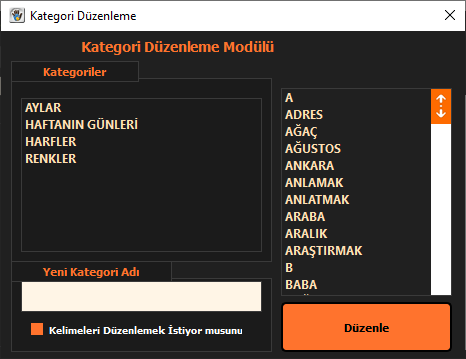 Kategori Düzenleme
Kategori Düzenleme Modülü
Kategoriler
AYLAR
HAFTANIN GÜNLERİ
HARFLER
RENKLER
Yeni Kategori Adı
Kelimeleri Düzenlemek İstiyor musunu
A
ADRES
AĞAÇ
AĞUSTOS
ANKARA
ANLAMAK
ANLATMAK
ARABA
ARALIK
ARAŞTIRMAK
B
BABA
Düzenle